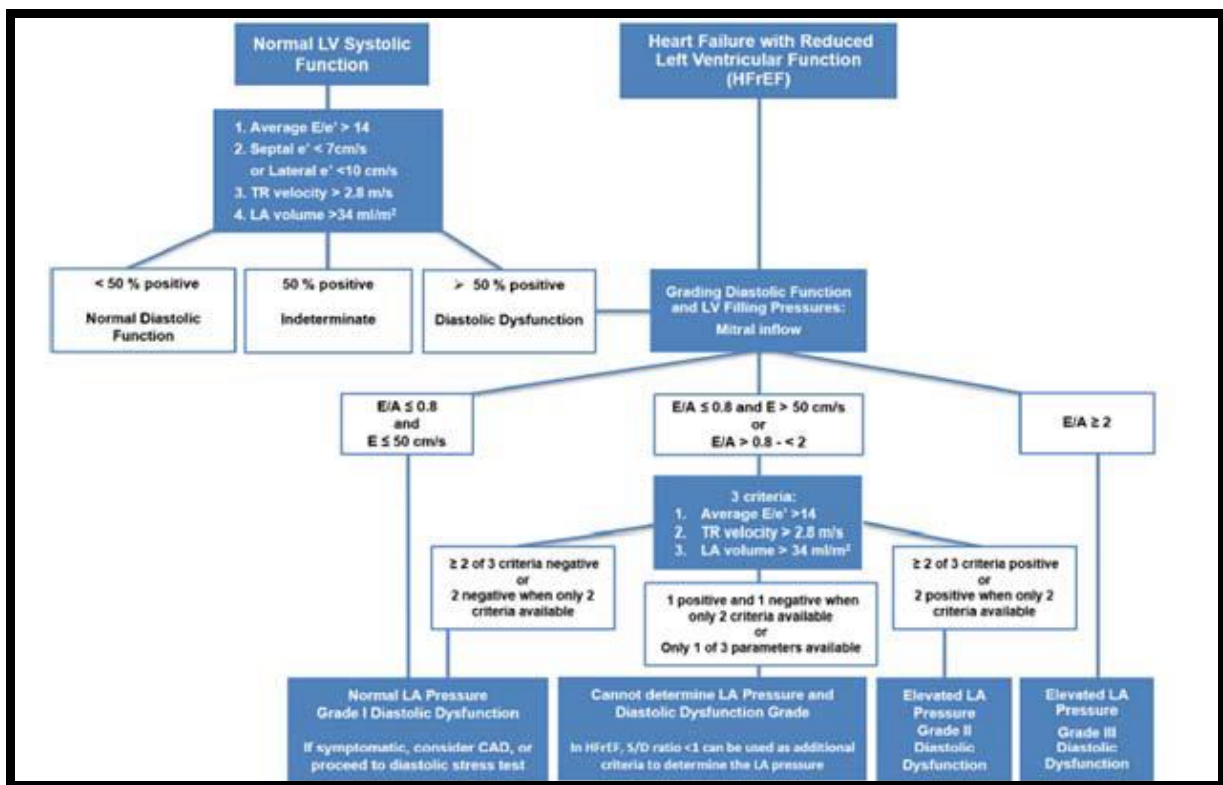 Normal LV Systolic
Function
Heart Failure with Reduced
Left Ventricular Function
(HFrEF)
1. Average E/e' > 14
2. Septal e' < 7cm/s
or Lateral e' <10 cm/s
3. TR velocity > 2.8 m/s
4. LA volume >34 ml/m²
< 50 % positive
Normal Diastolic
Function
50 % positive
Indeterminate
➢ 50 % positive
Diastolic Dysfunction
Grading Diastolic Function
and LV Filling Pressures:
Mitral inflow
E/A ≤ 0.8
and
E ≤ 50 cm/s
E/A ≤ 0.8 and E > 50 cm/s
or
E/A > 0.8 - < 2
E/A ≥ 2
3 criteria:
1. Average E/e' >14
2. TR velocity > 2.8 m/s
3. LA volume > 34 ml/m²
≥ 2 of 3 criteria negative
or
2 negative when only 2
criteria available
1 positive and 1 negative when
only 2 criteria available
or
Only 1 of 3 parameters available
≥ 2 of 3 criteria positive
or
2 positive when only 2
criteria available
Normal LA Pressure
Grade I Diastolic Dysfunction
If symptomatic, consider CAD, or
proceed to diastolic stress test
Cannot determine LA Pressure and
Diastolic Dysfunction Grade
In HFrEF, S/D ratio <1 can be used as additional
criteria to determine the LA pressure
Elevated LA
Pressure
Grade II
Diastolic
Dysfunction
Elevated LA
Pressure
Grade III
Diastolic
Dysfunction